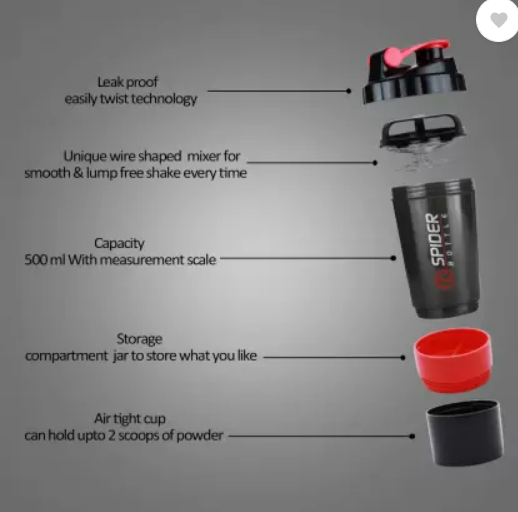 Leak proof
easily twist technology
Unique wire shaped mixer for
smooth & lump free shake every time
Capacity
500 ml With measurement scale
SPIDER
BOTTLE
Storage
compartment jar to store what you like
Air tight cup
can hold upto 2 scoops of powder